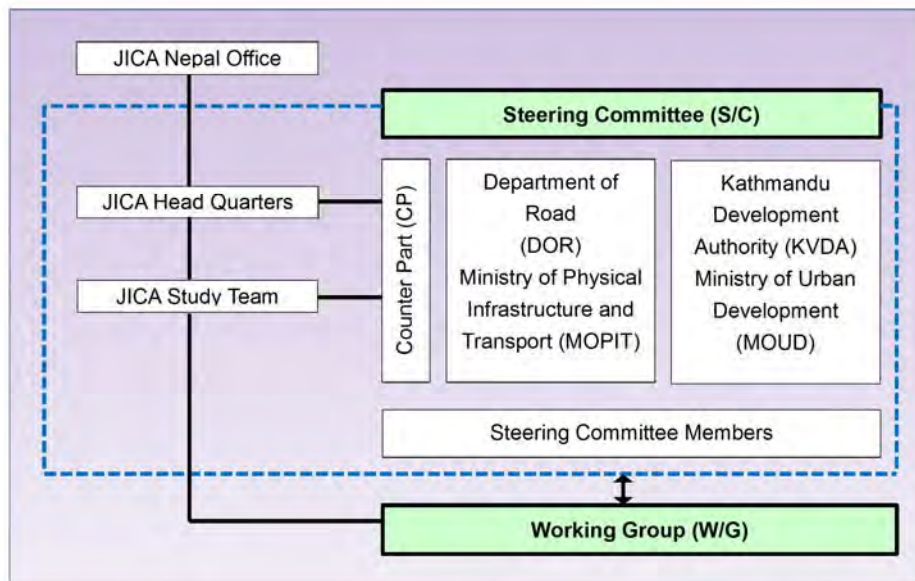 JICA Nepal Office
Steering Committee (S/C)
JICA Head Quarters
JICA Study Team
Counter Part (CP)
Department of
Road
(DOR)
Ministry of Physical
Infrastructure and
Transport (MOPIT)
Kathmandu
Development
Authority (KVDA)
Ministry of Urban
Development
(MOUD)
Steering Committee Members
Working Group (W/G)